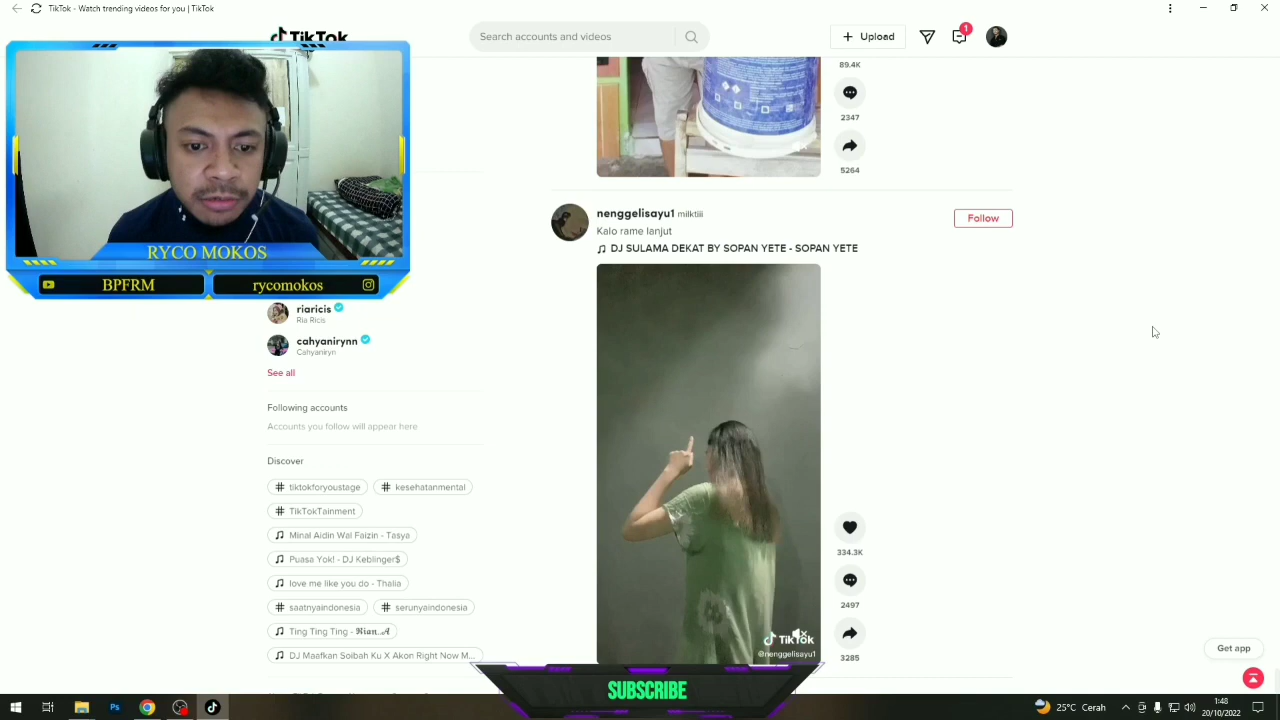 TikTok - Watch trending videos for you | TikTok
TikTok
Search accounts and videos
Upload
1
89.4K
2347
5264
RYCO MOKOS
BPFRM
rycomokos
nenggelisayu1 milktiii
Follow
Kalo rame lanjut
DJ SULAMA DEKAT BY SOPAN YETE - SOPAN YETE
riaricis
Ria Ricis
cahyanirynn
Cahyaniryn
See all
Following accounts
Accounts you follow will appear here
Discover
# tiktokforyoustage
# kesehatanmental
# TikTokTainment
Minal Aidin Wal Faizin - Tasya
Puasa Yok! - DJ Keblinger$
love me like you do - Thalia
# saatnyaindonesia
# serunyaindonesia
Ting Ting Ting - 𝕽𝖎𝖆𝖓..𝓐
DJ Maafkan Soibah Ku X Akon Right Now M...
334.3K
2497
3285
TikTok
@nenggelisayu1
Get app
SUBSCRIBE
Ps
25°C Cerah
1:48
20/10/2022